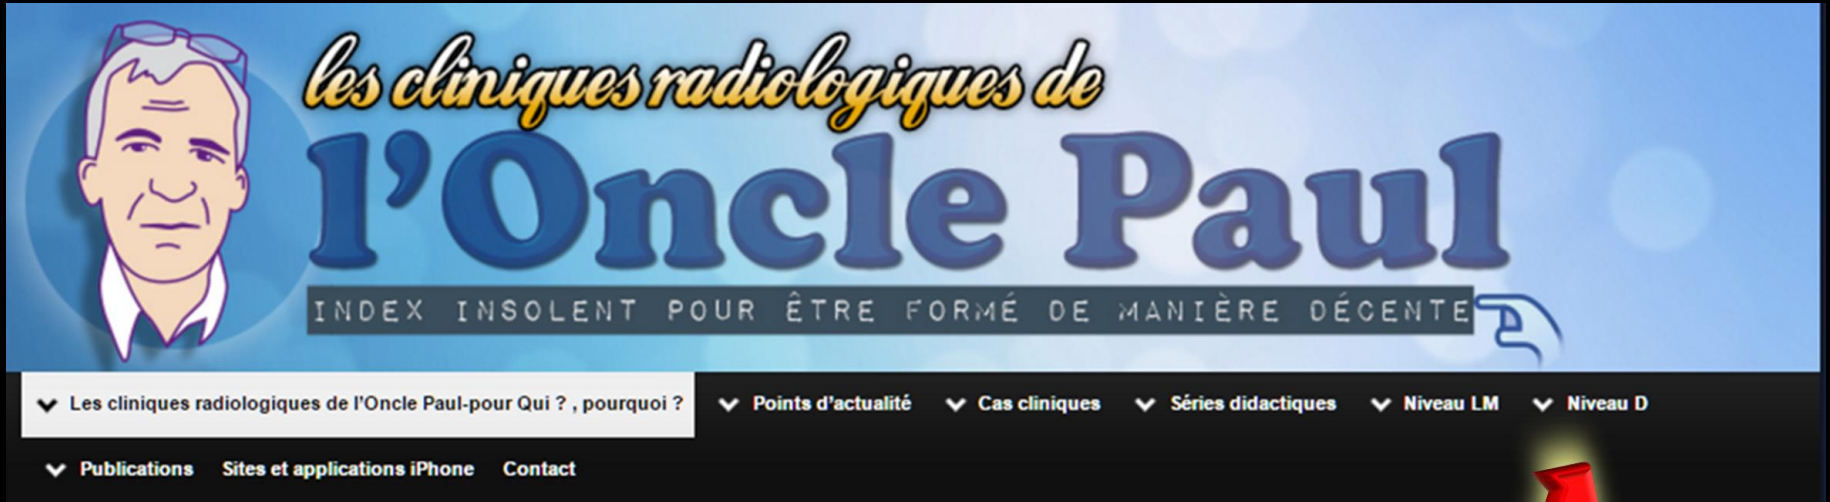 les cliniques radiologiques de
l'Oncle Paul
INDEX INSOLENT POUR ÊTRE FORMÉ DE MANIÈRE DÉCENTE
Les cliniques radiologiques de l'Oncle Paul-pour Qui ? , pourquoi ? Points d'actualité Cas cliniques Séries didactiques Niveau LM Niveau D
Publications Sites et applications iPhone Contact